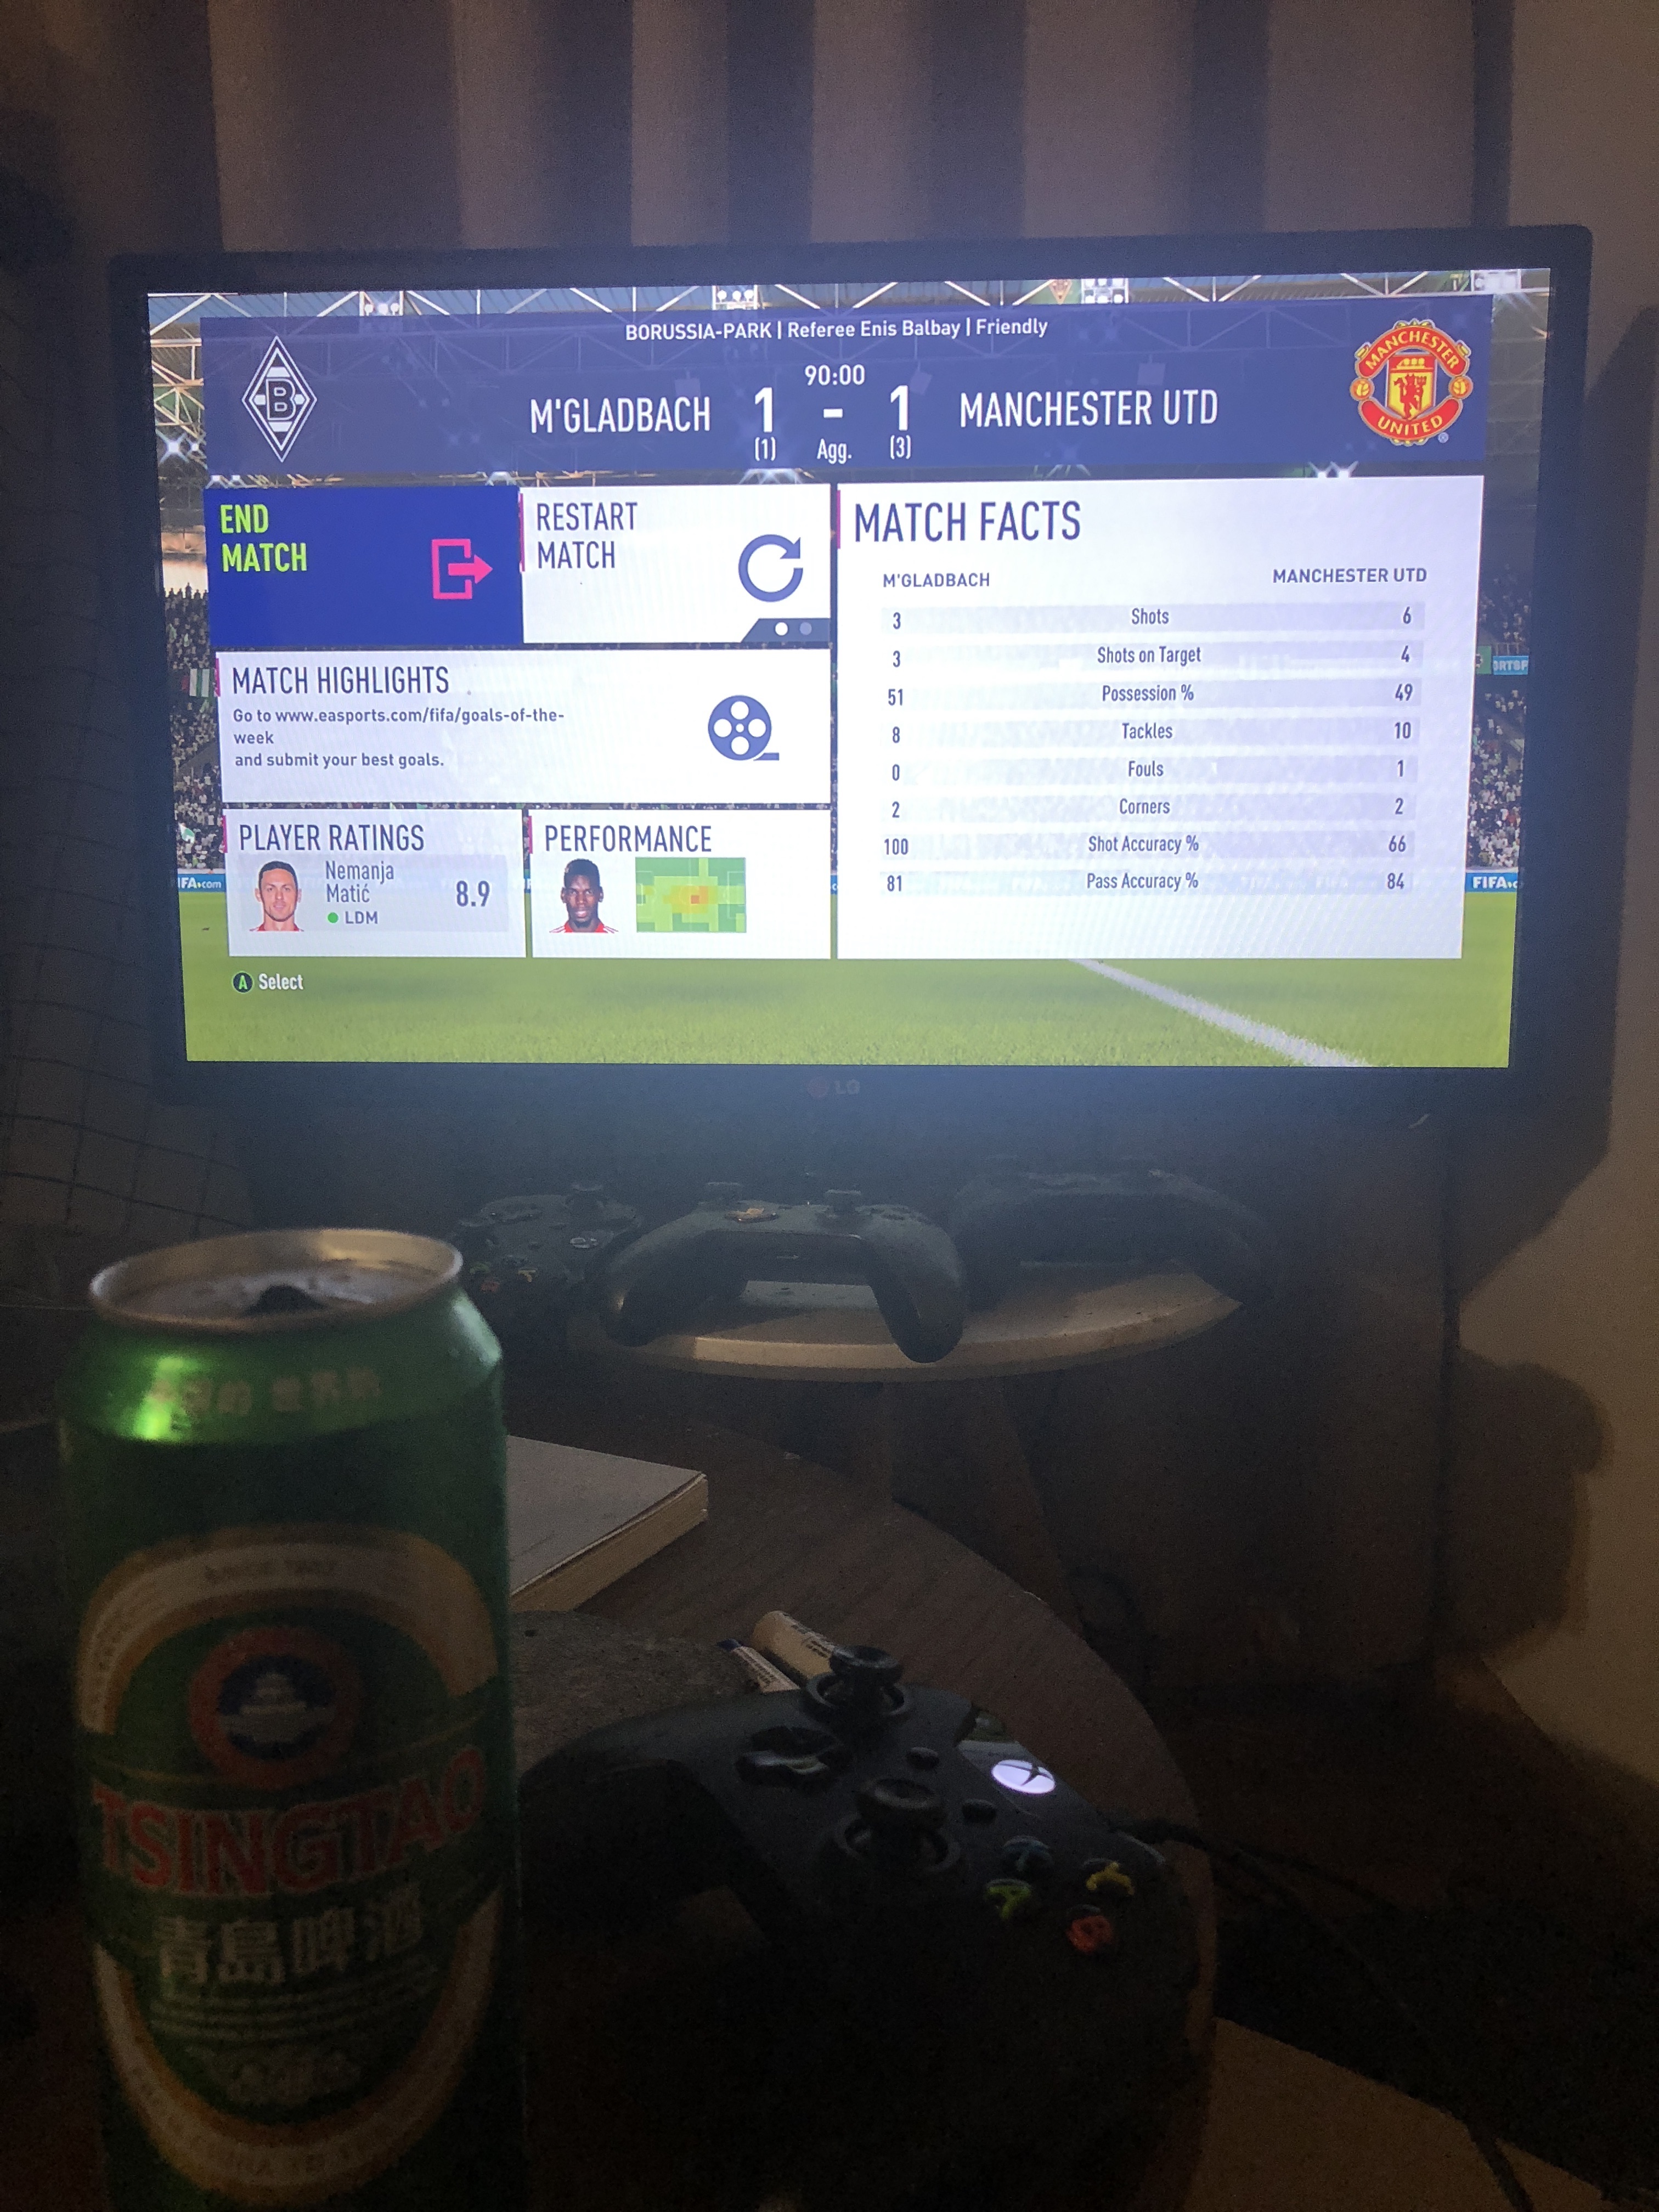 BORUSSIA-PARK | Referee Enis Balbay | Friendly
90:00
M'GLADBACH 1 - 1 MANCHESTER UTD
(1) Agg. (3)
B
MANCHESTER
UNITED
END
MATCH
RESTART
MATCH
MATCH HIGHLIGHTS
Go to www.easports.com/fifa/goals-of-the-
week
and submit your best goals.
PLAYER RATINGS
Nemanja
Matić
LDM
8.9
PERFORMANCE
MATCH FACTS
M'GLADBACH MANCHESTER UTD
3 Shots 6
3 Shots on Target 4
51 Possession % 49
8 Tackles 10
0 Fouls 1
2 Corners 2
100 Shot Accuracy % 66
81 Pass Accuracy % 84
A Select
LG
TSINGTAO
青島啤酒
Y
A
B